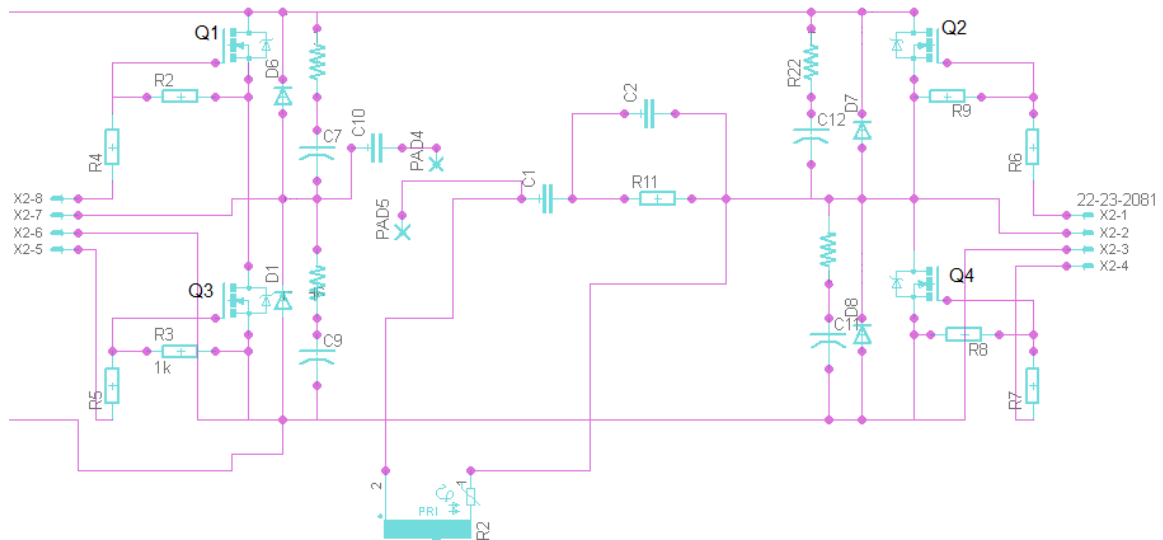 Q1
Q2
D6
R2
R22
C2
D7
C10
C12
R9
C7
PAD4
R4
R6
C1
R11
X2-8
X2-7
X2-6
X2-5
PAD5
22-23-2081
X2-1
X2-2
X2-3
X2-4
Q3
D1
Q4
R3
1k
C9
C11
D8
R8
R5
R7
2
1
PRI
R2